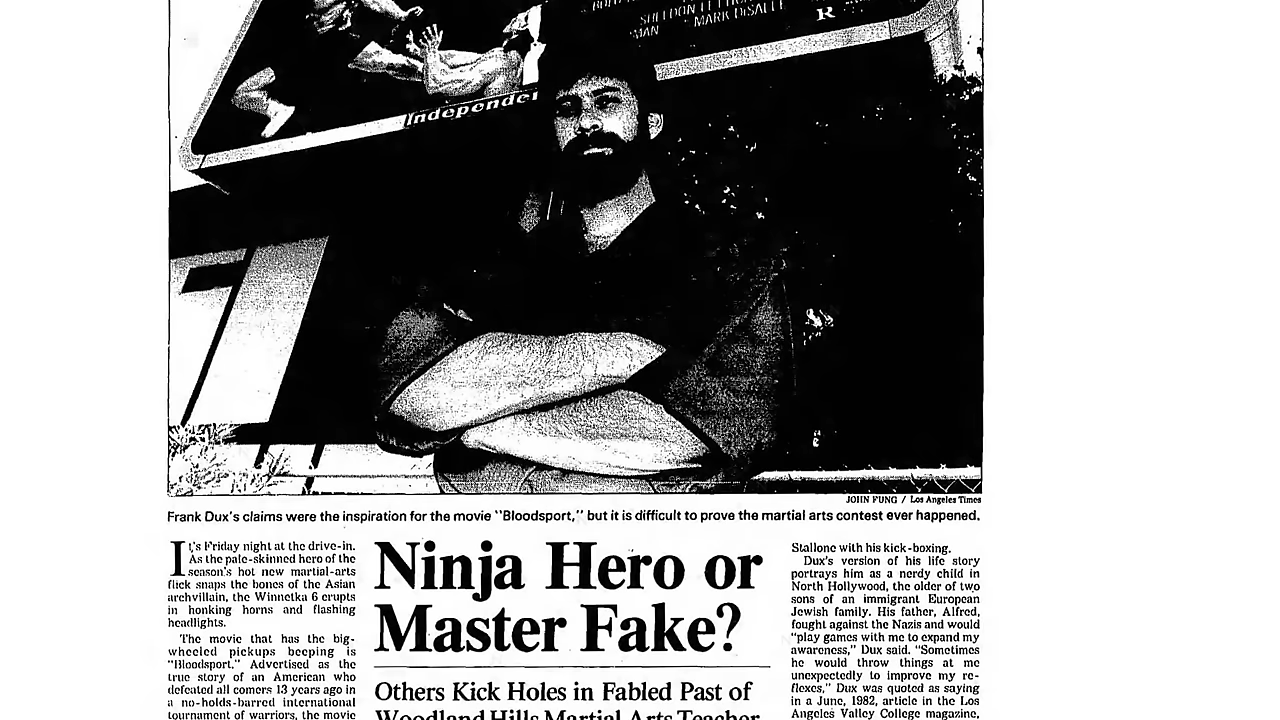 SHELDON
MAN MARK DiSALLE
R
Independen
JOHN FUNG / Los Angeles Times
Frank Dux's claims were the inspiration for the movie "Bloodsport," but it is difficult to prove the martial arts contest ever happened.
It's Friday night at the drive-in.
As the pale-skinned hero of the
season's hot new martial-arts
flick snaps the bones of the Asian
archvillain, the Winnetka 6 erupts
in honking horns and flashing
headlights.
The movie that has the big-
wheeled pickups beeping is
"Bloodsport." Advertised as the
true story of an American who
defeated all comers 13 years ago in
a no-holds-barred international
tournament of warriors, the movie
Ninja Hero or
Master Fake?
Others Kick Holes in Fabled Past of
Woodland Hills Martial Arts Teacher
Stallone with his kick-boxing.
Dux's version of his life story
portrays him as a nerdy child in
North Hollywood, the older of two
sons of an immigrant European
Jewish family. His father, Alfred,
fought against the Nazis and would
"play games with me to expand my
awareness," Dux said. "Sometimes
he would throw things at me
unexpectedly to improve my re-
flexes," Dux was quoted as saying
in a June, 1982, article in the Los
Angeles Valley College magazine,